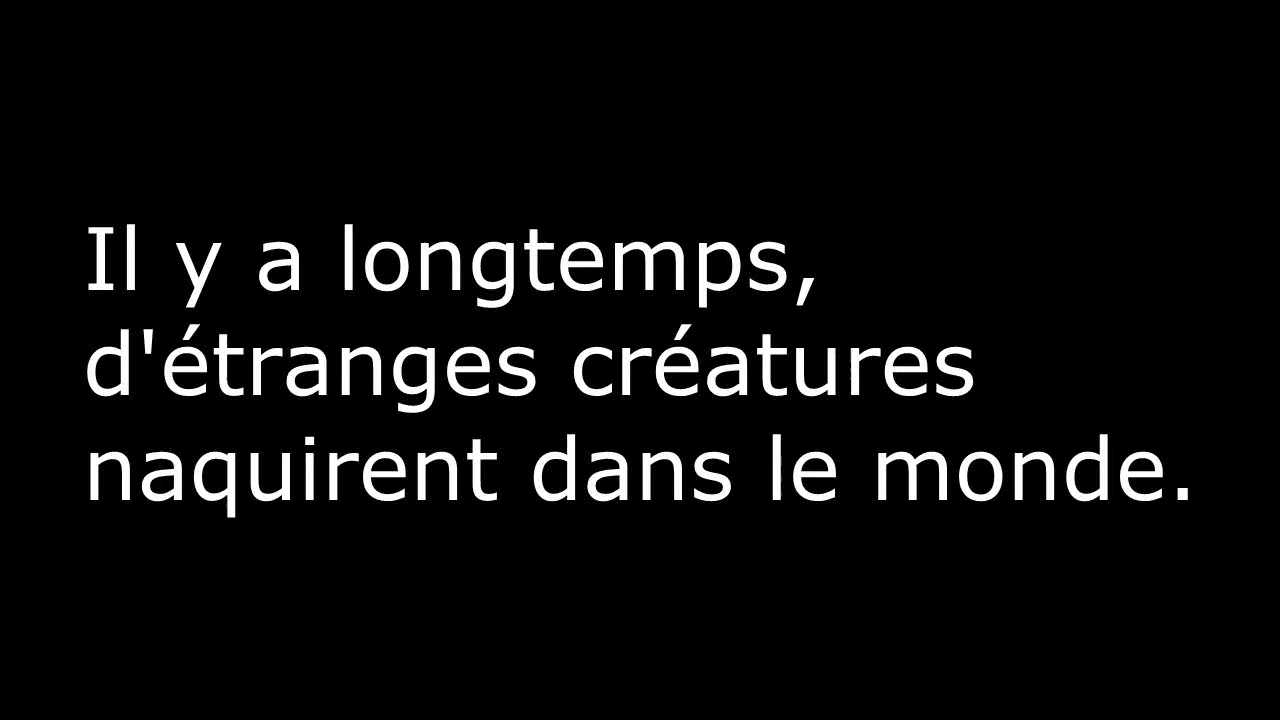 Il y a longtemps,
d'étranges créatures
naquirent dans le monde.